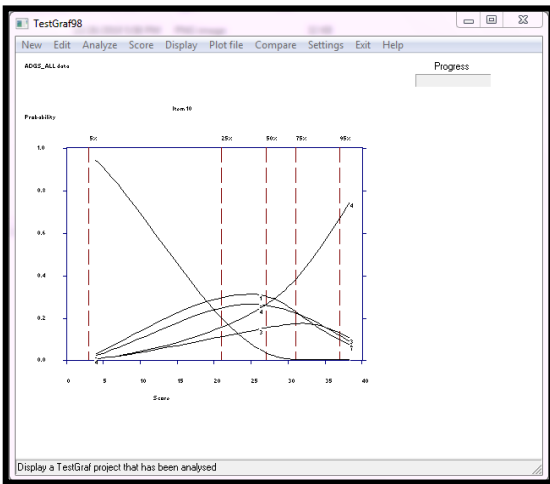 TestGraf98
New Edit Analyze Score Display Plot file Compare Settings Exit Help
ADGS_ALL data
Progress
Item 10
Probability
5% 25% 50% 75% 95%
1.0
0.8
0.6
0.4
0.2
0.0
0 5 10 15 20 25 30 35 40
Score
Display a TestGraf project that has been analysed